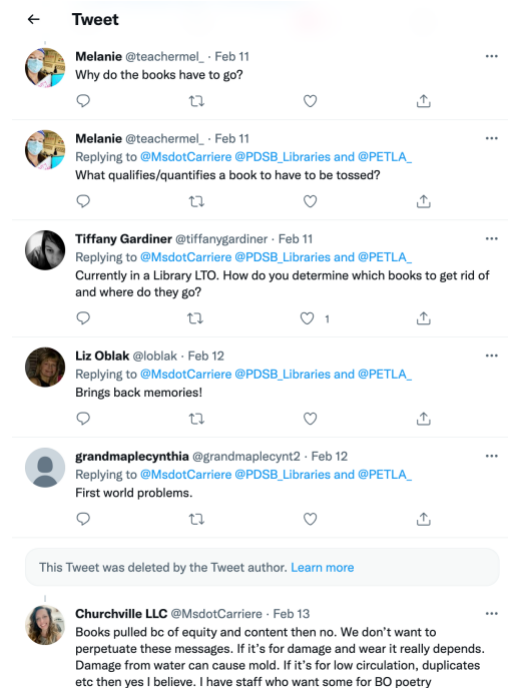 Tweet
Melanie @teachermel_ · Feb 11
Why do the books have to go?
Melanie @teachermel_ · Feb 11
Replying to @MsdotCarriere @PDSB_Libraries and @PETLA_
What qualifies/quantifies a book to have to be tossed?
Tiffany Gardiner @tiffanygardiner · Feb 11
Replying to @MsdotCarriere @PDSB_Libraries and @PETLA_
Currently in a Library LTO. How do you determine which books to get rid of
and where do they go?
1
Liz Oblak @loblak · Feb 12
Replying to @MsdotCarriere @PDSB_Libraries and @PETLA_
Brings back memories!
grandmaplecynthia @grandmaplecynt2 · Feb 12
Replying to @MsdotCarriere @PDSB_Libraries and @PETLA_
First world problems.
This Tweet was deleted by the Tweet author. Learn more
Churchville LLC @MsdotCarriere · Feb 13
Books pulled bc of equity and content then no. We don't want to
perpetuate these messages. If it's for damage and wear it really depends.
Damage from water can cause mold. If it's for low circulation, duplicates
etc then yes I believe. I have staff who want some for BO poetry